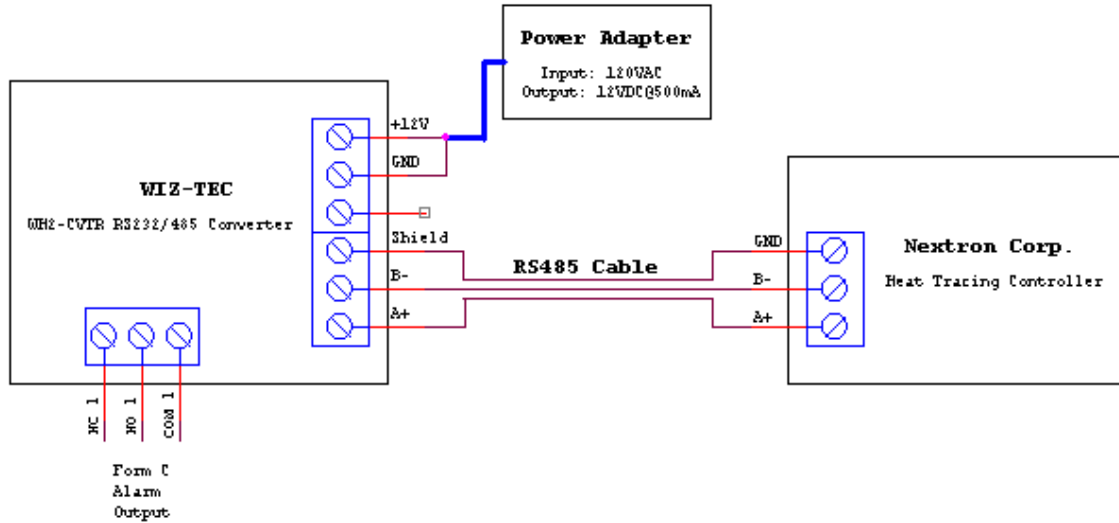 Power Adapter
Input: 120VAC
Output: 12VDC@500mA
+12V
GND
WIZ-TEC
WH2-CVTR RS232/485 Converter
Shield
B-
A+
RS485 Cable
GND
B-
A+
Nextron Corp.
Heat Tracing Controller
NC 1
NO 1
COM 1
Form C
Alarm
Output